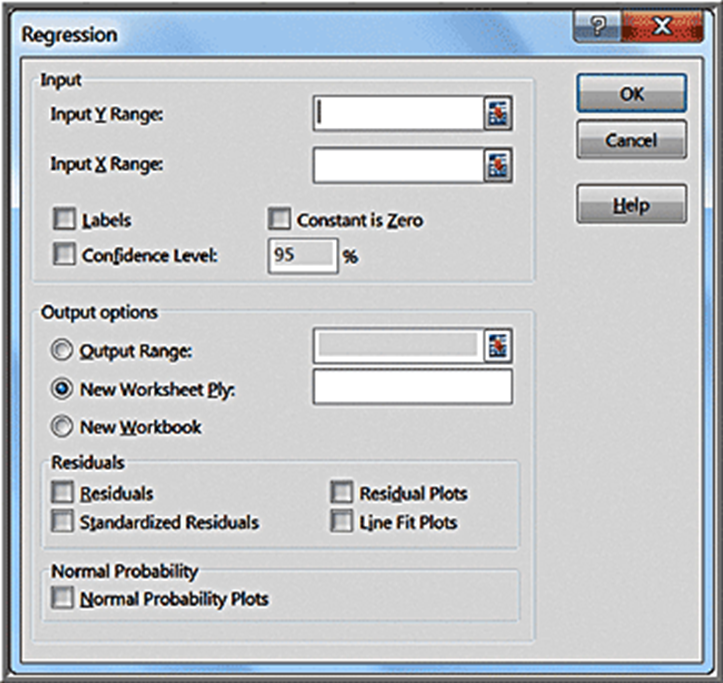 Regression
?
X
Input
Input Y Range:
OK
Input X Range:
Cancel
Labels
Constant is Zero
Help
Confidence Level:
95 %
Output options
Output Range:
New Worksheet Ply:
New Workbook
Residuals
Residuals
Residual Plots
Standardized Residuals
Line Fit Plots
Normal Probability
Normal Probability Plots